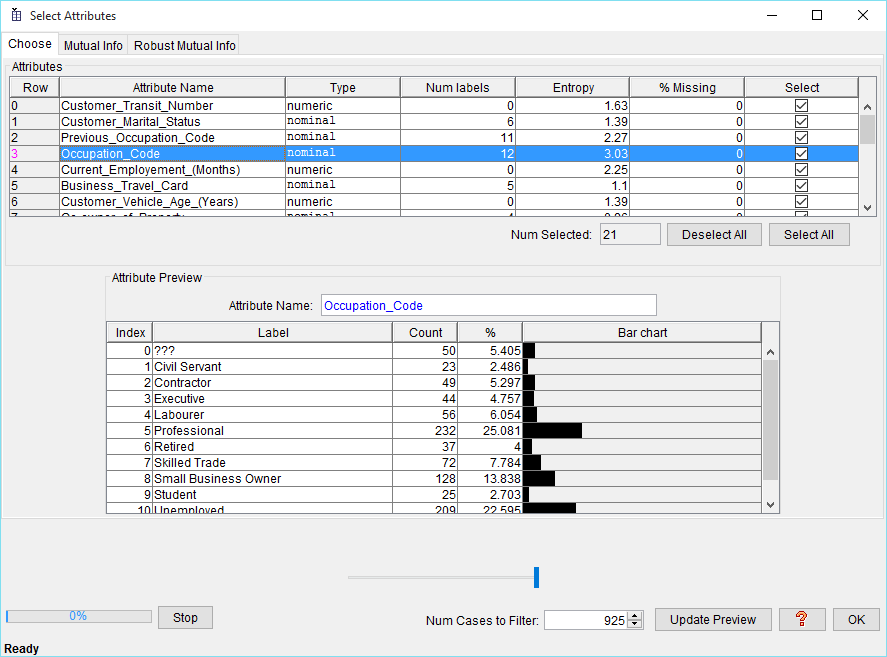 Select Attributes
Choose Mutual Info Robust Mutual Info
Attributes
Row Attribute Name Type Num labels Entropy % Missing Select
0 Customer_Transit_Number numeric 0 1.63 0
1 Customer_Marital_Status nominal 6 1.39 0
2 Previous_Occupation_Code nominal 11 2.27 0
3 Occupation_Code nominal 12 3.03 0
4 Current_Employement_(Months) numeric 0 2.25 0
5 Business_Travel_Card nominal 5 1.1 0
6 Customer_Vehicle_Age_(Years) numeric 0 1.39 0
Num Selected: 21 Deselect All Select All
Attribute Preview
Attribute Name: Occupation_Code
Index Label Count % Bar chart
0 ??? 50 5.405
1 Civil Servant 23 2.486
2 Contractor 49 5.297
3 Executive 44 4.757
4 Labourer 56 6.054
5 Professional 232 25.081
6 Retired 37 4
7 Skilled Trade 72 7.784
8 Small Business Owner 128 13.838
9 Student 25 2.703
10 Unemployed 209 22.595
0% Stop Num Cases to Filter: 925 Update Preview ? OK
Ready